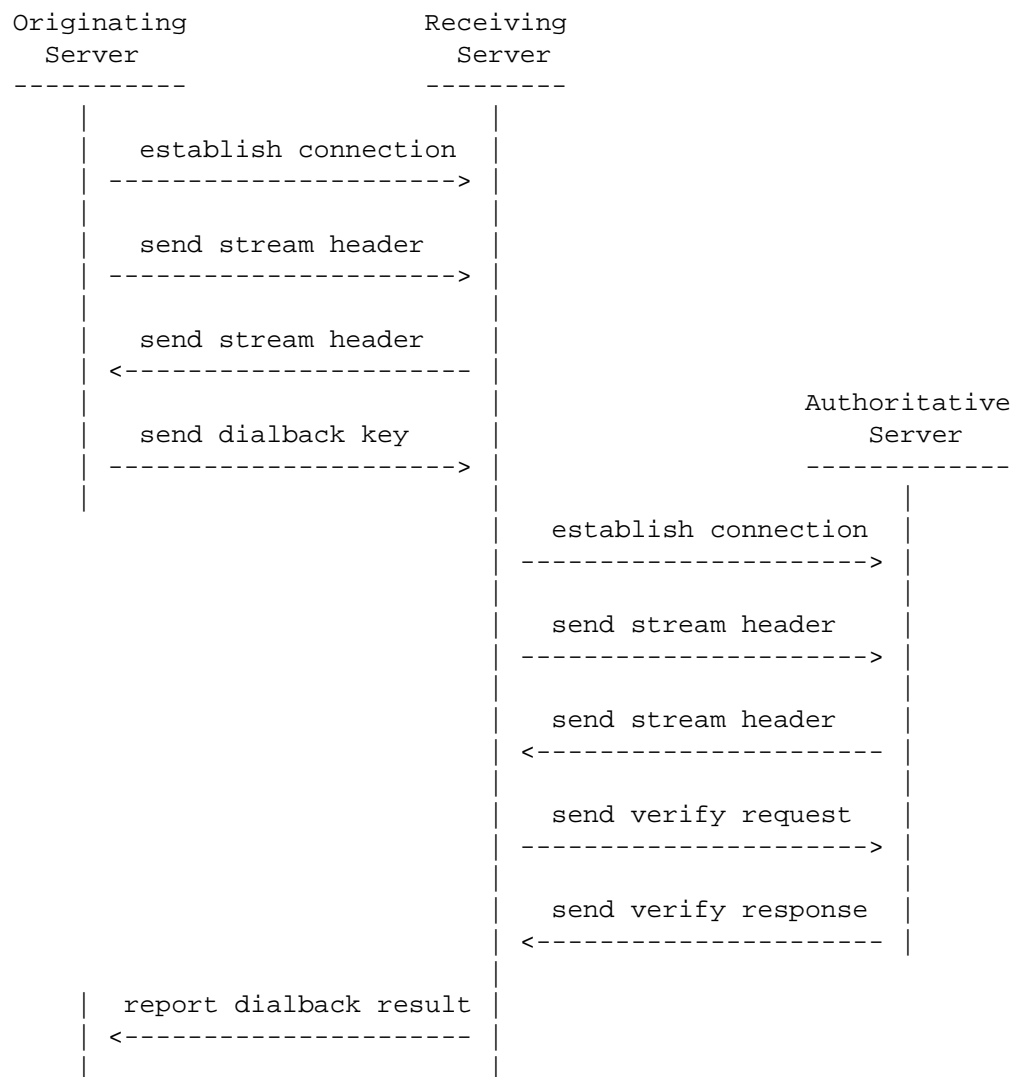 Originating Receiving
Server Server
----------- ---------
establish connection
---------------------->
send stream header
---------------------->
send stream header
<----------------------
Authoritative
send dialback key Server
----------------------> -------------
establish connection
---------------------->
send stream header
---------------------->
send stream header
<----------------------
send verify request
---------------------->
send verify response
<----------------------
report dialback result
<----------------------